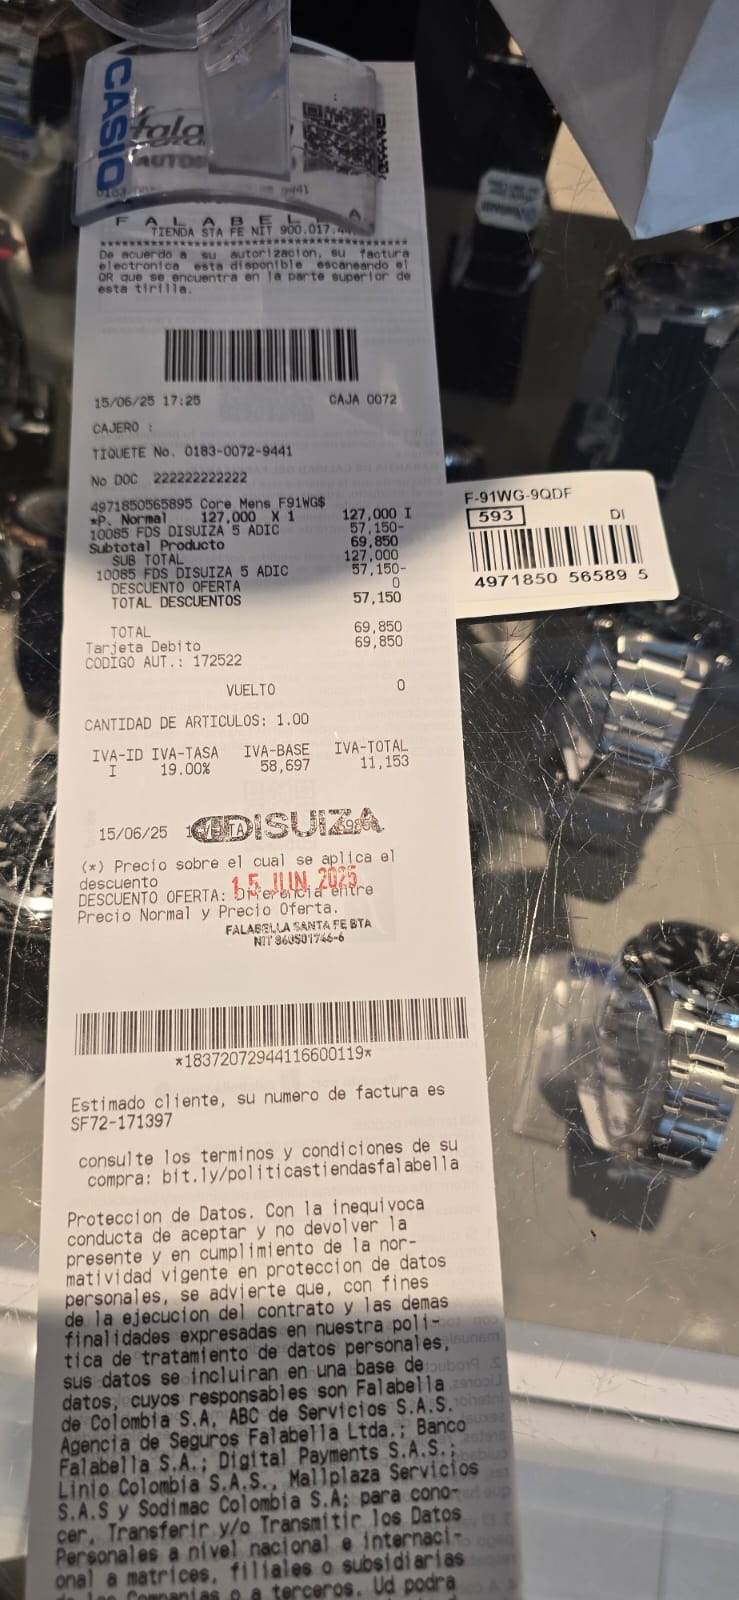 CASIO
F A L A B E L L A
TIENDA STA FE NIT 900.017.4
De acuerdo a su autorizacion, su factura
electronica esta disponible escaneando el
QR que se encuentra en la parte superior de
esta tirilla.
15/06/25 17:25 CAJA 0072
CAJERO :
TIQUETE No. 0183-0072-9441
No DOC 222222222222
4971850565895 Core Mens F91WG$
*P. Normal 127,000 X 1 127,000 I
10085 FDS DISUIZA 5 ADIC 57,150-
Subtotal Producto 69,850
SUB TOTAL 127,000
10085 FDS DISUIZA 5 ADIC 57,150-
DESCUENTO OFERTA 0
TOTAL DESCUENTOS 57,150
TOTAL 69,850
Tarjeta Debito 69,850
CODIGO AUT.: 172522
VUELTO 0
CANTIDAD DE ARTICULOS: 1.00
IVA-ID IVA-TASA IVA-BASE IVA-TOTAL
I 19.00% 58,697 11,153
15/06/25 DISUIZA
(*) Precio sobre el cual se aplica el
descuento
15 JUN 2025
DESCUENTO OFERTA: Diferencia entre
Precio Normal y Precio Oferta.
FALABELLA SANTA FE BTA
NIT 860501746-6
*18372072944116600119*
Estimado cliente, su numero de factura es
SF72-171397
consulte los terminos y condiciones de su
compra: bit.ly/politicastiendasfalabella
Proteccion de Datos. Con la inequivoca
conducta de aceptar y no devolver la
presente y en cumplimiento de la nor-
matividad vigente en proteccion de datos
personales, se advierte que, con fines
de la ejecucion del contrato y las demas
finalidades expresadas en nuestra poli-
tica de tratamiento de datos personales,
sus datos se incluiran en una base de
datos, cuyos responsables son Falabella
de Colombia S.A, ABC de Servicios S.A.S.
Agencia de Seguros Falabella Ltda.; Banco
Falabella S.A.; Digital Payments S.A.S.;
Linio Colombia S.A.S., Mallplaza Servicios
S.A.S y Sodimac Colombia S.A; para cono-
cer, Transferir y/o Transmitir los Datos
Personales a nivel nacional e internaci-
onal a matrices, filiales o subsidiarias
de las Companias o a terceros. Ud podra
F-91WG-9QDF
593 DI
4971850 56589 5